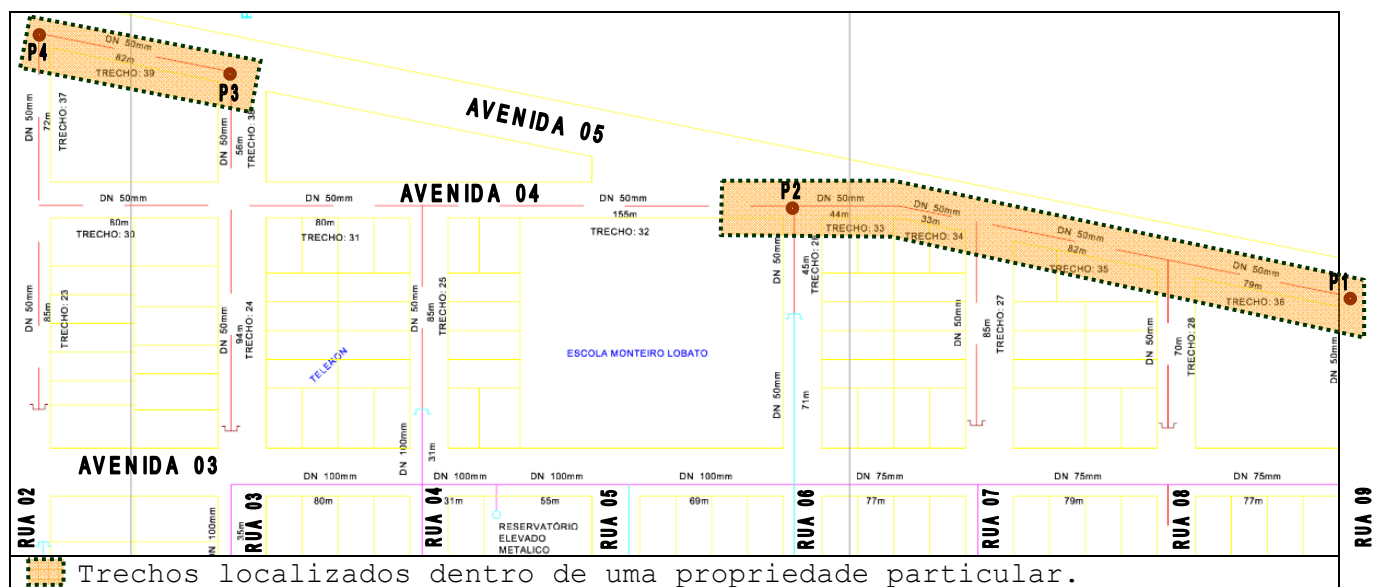 P4
DN 50mm
82m
TRECHO: 39
P3
DN 50mm
72m
TRECHO: 37
DN 50mm
56m
AVENIDA 05
AVENIDA 04
DN 50mm
80m
TRECHO: 30
DN 50mm
80m
TRECHO: 31
DN 50mm
155m
TRECHO: 32
P2
DN 50mm
44m
TRECHO: 33
DN 50mm
33m
TRECHO: 34
DN 50mm
82m
TRECHO: 35
DN 50mm
79m
TRECHO: 36
P1
DN 50mm
85m
TRECHO: 23
DN 50mm
94m
TRECHO: 24
DN 50mm
85m
TRECHO: 25
DN 50mm
45m
TRECHO: 26
DN 50mm
85m
TRECHO: 27
DN 50mm
70m
TRECHO: 28
DN 50mm
TELERON
ESCOLA MONTEIRO LOBATO
DN 50mm
71m
DN 100mm
31m
AVENIDA 03
DN 100mm
80m
DN 100mm
31m
DN 100mm
55m
DN 100mm
69m
DN 75mm
77m
DN 75mm
79m
DN 75mm
77m
RUA 02
DN 100mm
35m
RUA 03
RUA 04
RESERVATÓRIO
ELEVADO
METALICO
RUA 05
RUA 06
RUA 07
RUA 08
RUA 09
Trechos localizados dentro de uma propriedade particular.